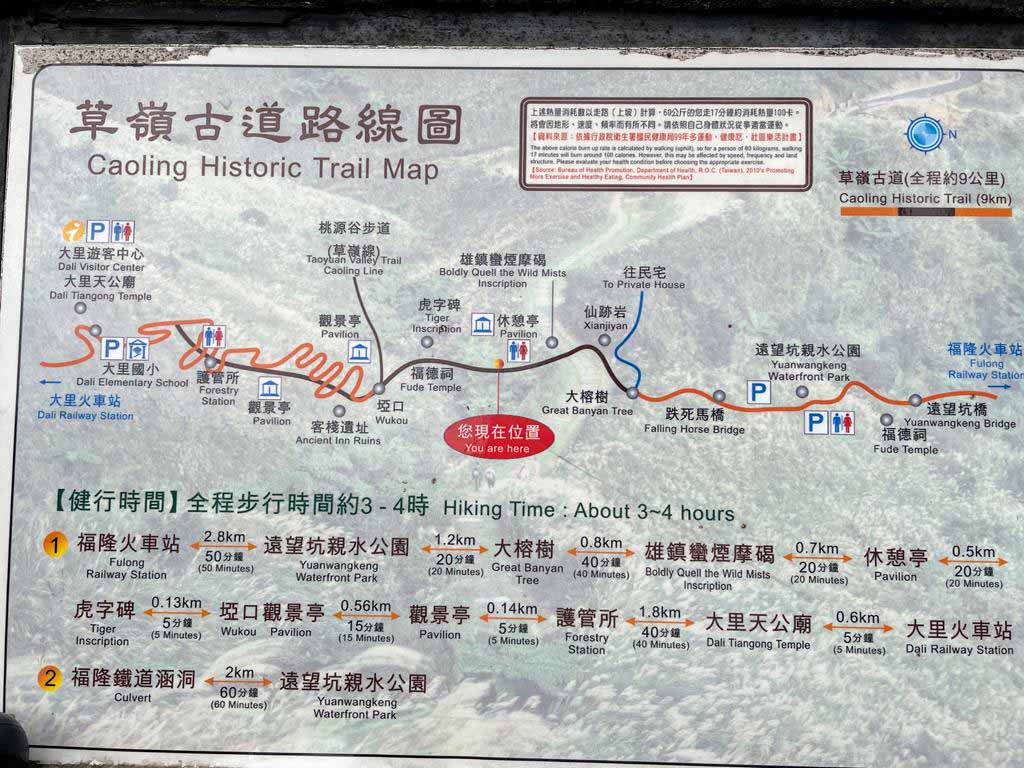 草嶺古道路線圖
Caoling Historic Trail Map
上述熱量消耗數以走路（上坡）計算，60公斤的您走17分鐘約消耗熱量100卡。
將會因地形、速度、頻率而有所不同。請依照自己身體狀況從事適當運動。
【資料來源：依據行政院衛生署國民健康局99年多運動、健康吃，社區樂活計畫】
The above calorie burn up rate is calculated by walking (uphill), so for a person of 60 kilograms, walking
17 minutes will burn around 100 calories. However, this may be affected by speed, frequency and land
structure. Please evaluate your health condition before choosing the appropriate exercise.
【Source: Bureau of Health Promotion, Department of Health, R.O.C. (Taiwan), 2010's Promoting
More Exercise and Healthy Eating, Community Health Plan】
N
草嶺古道(全程約9公里)
Caoling Historic Trail (9km)
i P
大里遊客中心
Dali Visitor Center
大里天公廟
Dali Tiangong Temple
P
大里國小
Dali Elementary School
大里火車站
Dali Railway Station
護管所
Forestry
Station
觀景亭
Pavilion
觀景亭
Pavilion
客棧遺址
Ancient Inn Ruins
埡口
Wukou
桃源谷步道
(草嶺線)
Taoyuan Valley Trail
Caoling Line
虎字碑
Tiger
Inscription
福德祠
Fude Temple
雄鎮蠻煙摩碣
Boldly Quell the Wild Mists
Inscription
休憩亭
Pavilion
您現在位置
You are here
仙跡岩
Xianjiyan
往民宅
To Private House
大榕樹
Great Banyan Tree
跌死馬橋
Falling Horse Bridge
遠望坑親水公園
Yuanwangkeng
Waterfront Park
P
P
福隆火車站
Fulong
Railway Station
遠望坑橋
Yuanwangkeng Bridge
福德祠
Fude Temple
【健行時間】全程步行時間約3 - 4時 Hiking Time : About 3~4 hours
1 福隆火車站 2.8km 遠望坑親水公園 1.2km 大榕樹 0.8km 雄鎮蠻煙摩碣 0.7km 休憩亭 0.5km
50分鐘 20分鐘 40分鐘 20分鐘 20分鐘
Fulong Yuanwangkeng Great Banyan Boldly Quell the Wild Mists Pavilion
Railway Station (50 Minutes) Waterfront Park (20 Minutes) Tree (40 Minutes) Inscription (20 Minutes) (20 Minutes)
虎字碑 0.13km 埡口觀景亭 0.56km 觀景亭 0.14km 護管所 1.8km 大里天公廟 0.6km 大里火車站
5分鐘 15分鐘 5分鐘 40分鐘 5分鐘
Tiger Wukou Pavilion Pavilion Forestry Dali Tiangong Temple Dali Railway Station
Inscription (5 Minutes) (15 Minutes) (5 Minutes) Station (40 Minutes) (5 Minutes)
2 福隆鐵道涵洞 2km 遠望坑親水公園
60分鐘
Culvert (60 Minutes) Yuanwangkeng
Waterfront Park